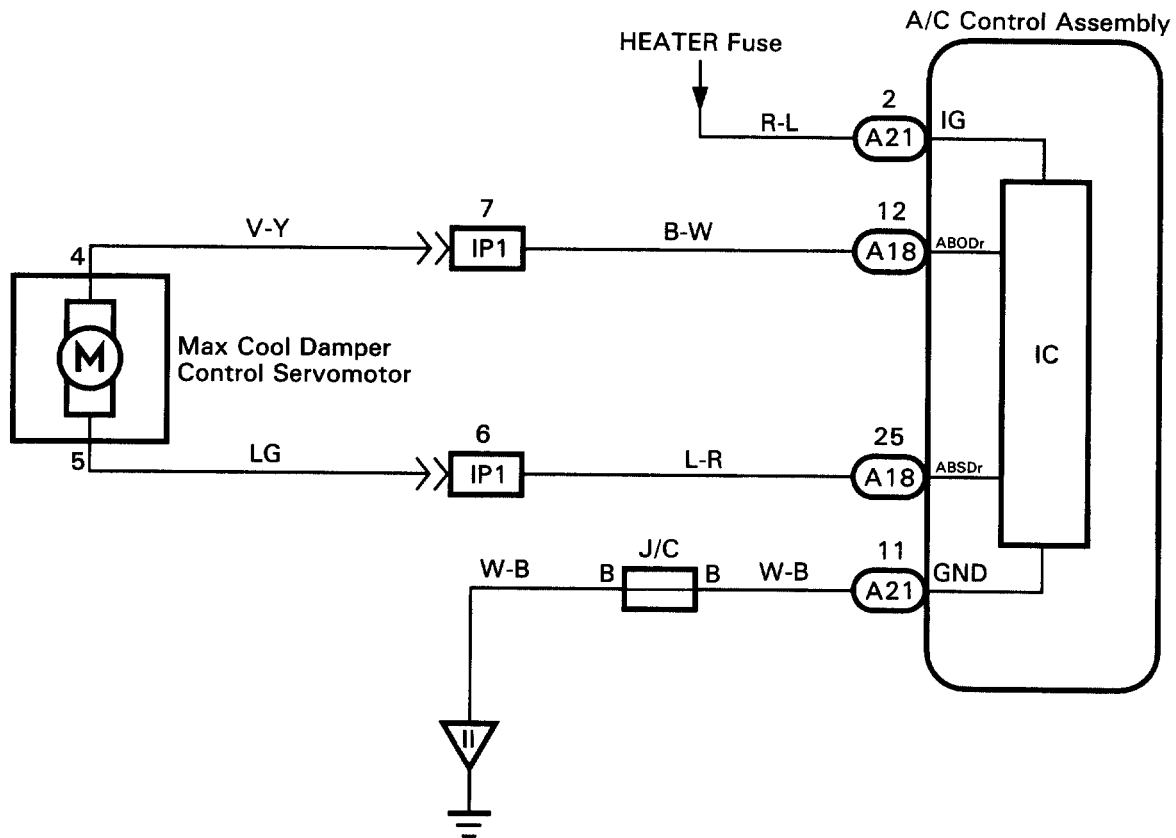 A/C Control Assembly
HEATER Fuse
2
R-L
A21
IG
7
12
V-Y
B-W
4
IP1
A18
ABODr
M
Max Cool Damper
Control Servomotor
IC
6
25
5
LG
L-R
IP1
A18
ABSDr
J/C
11
W-B
B
B
W-B
A21
GND
II